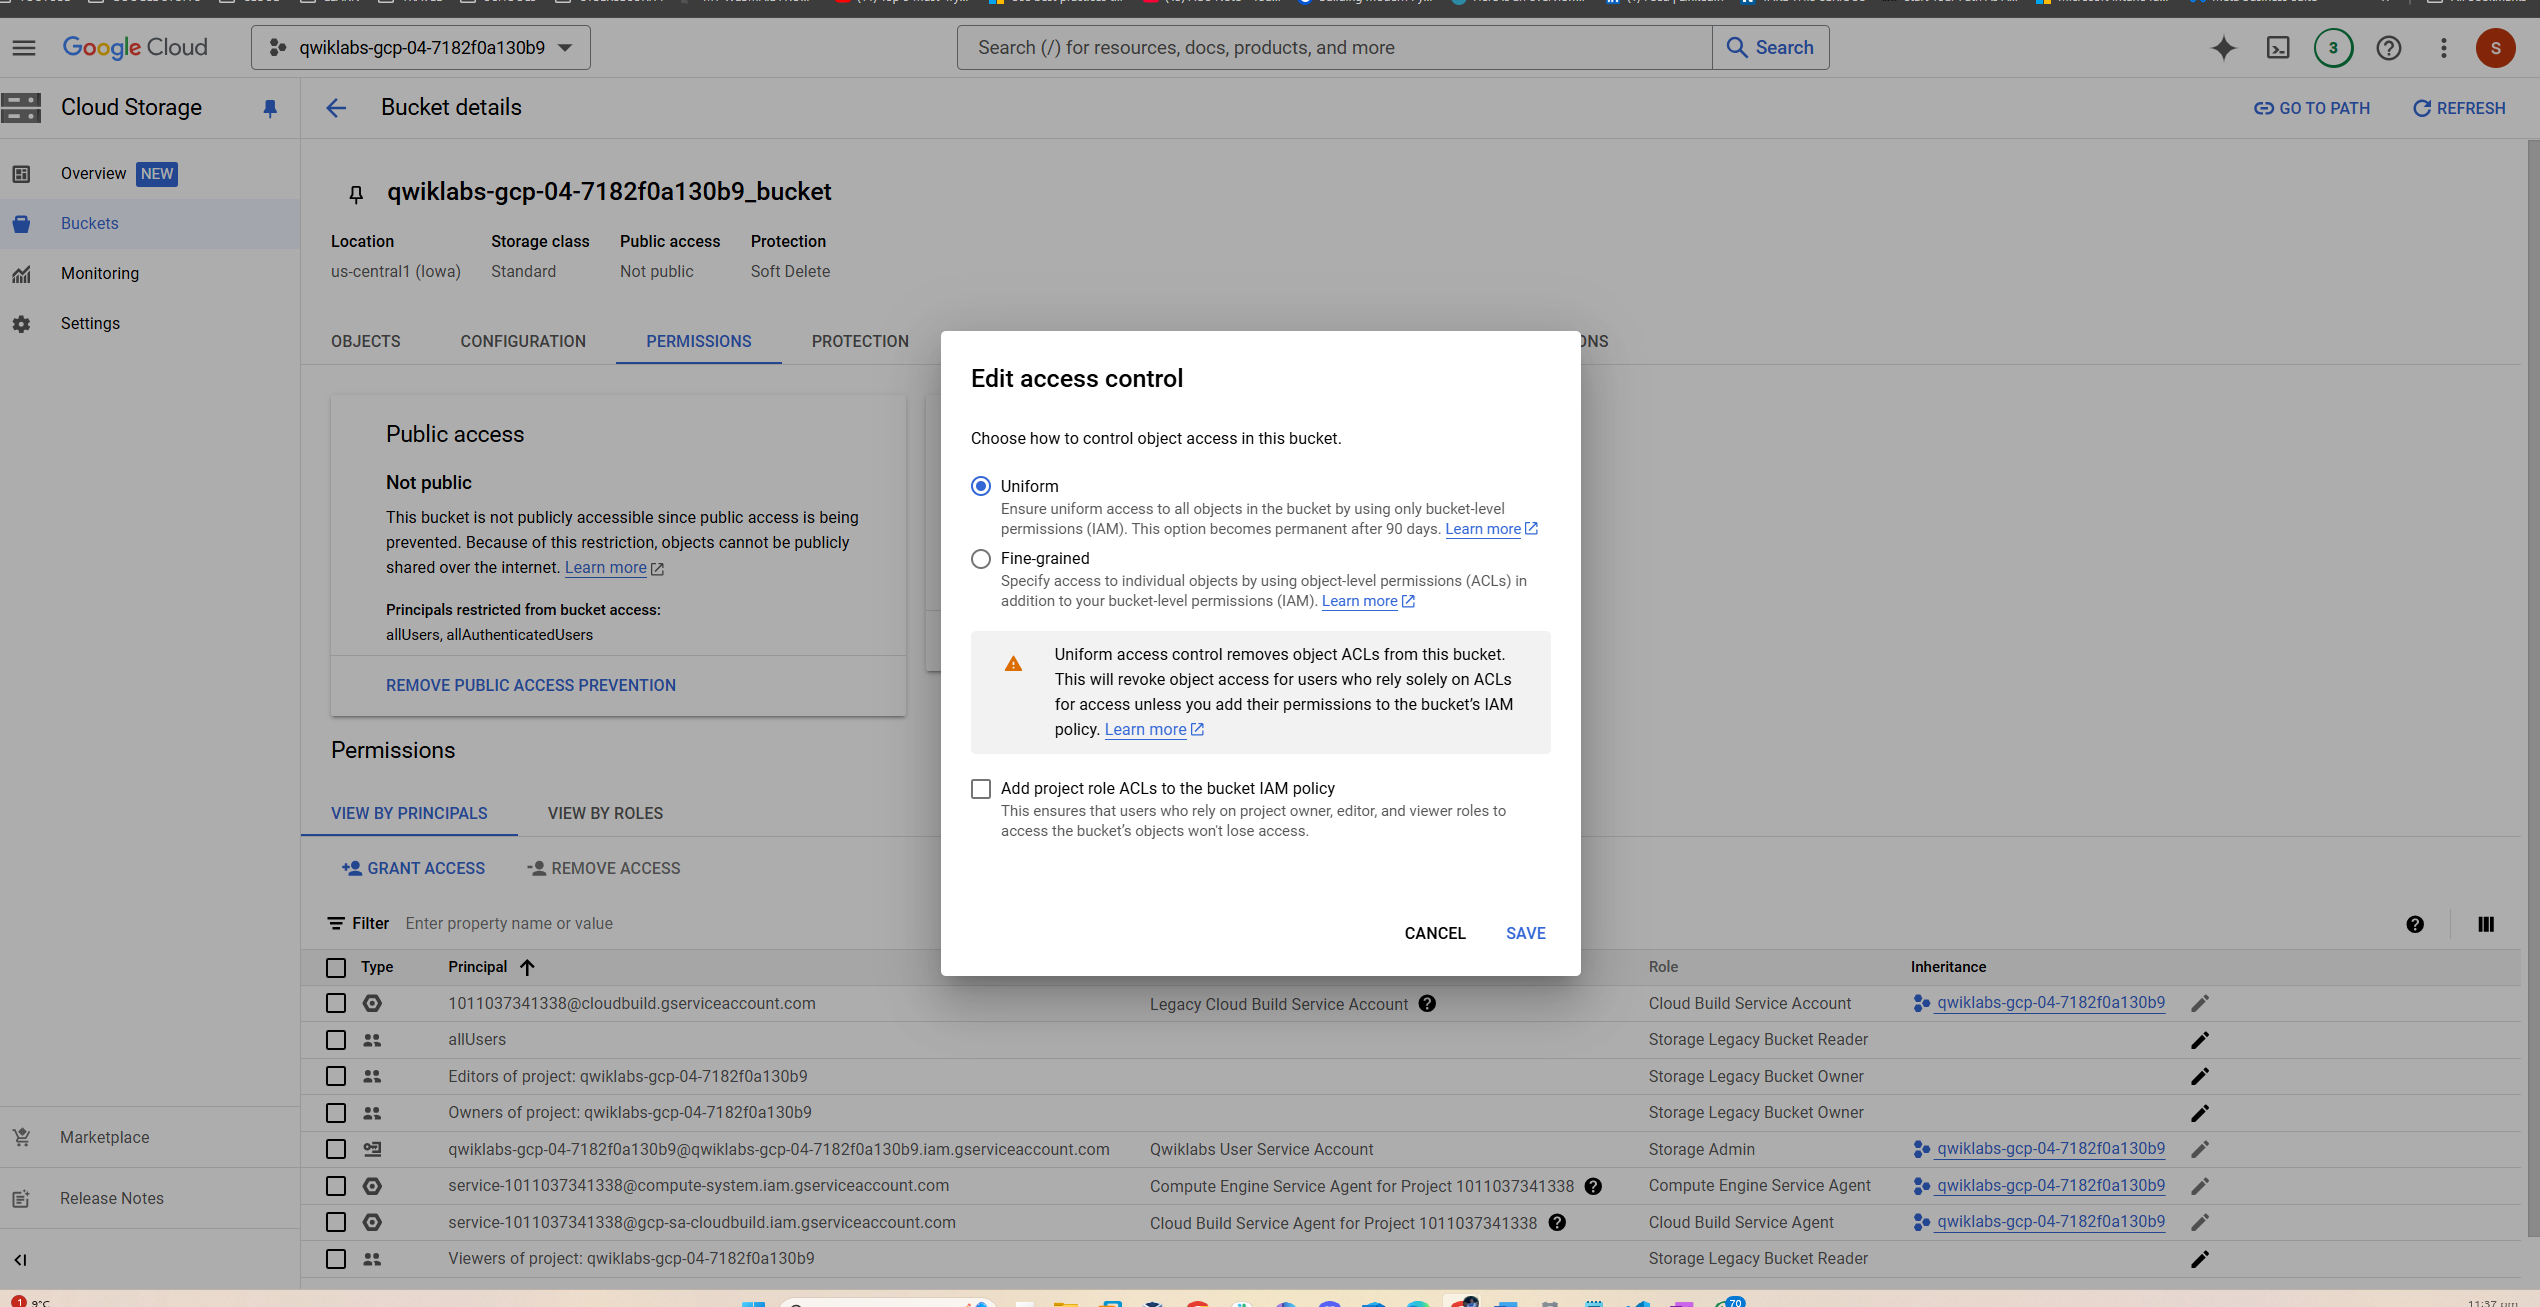 Google Cloud
qwiklabs-gcp-04-7182f0a130b9
Search (/) for resources, docs, products, and more
Search
3
S
Cloud Storage
Bucket details
GO TO PATH
REFRESH
Overview NEW
Buckets
Monitoring
Settings
Marketplace
Release Notes
qwiklabs-gcp-04-7182f0a130b9_bucket
Location Storage class Public access Protection
us-central1 (Iowa) Standard Not public Soft Delete
OBJECTS CONFIGURATION PERMISSIONS PROTECTION
Public access
Not public
This bucket is not publicly accessible since public access is being
prevented. Because of this restriction, objects cannot be publicly
shared over the internet. Learn more
Principals restricted from bucket access:
allUsers, allAuthenticatedUsers
REMOVE PUBLIC ACCESS PREVENTION
Edit access control
Choose how to control object access in this bucket.
Uniform
Ensure uniform access to all objects in the bucket by using only bucket-level
permissions (IAM). This option becomes permanent after 90 days. Learn more
Fine-grained
Specify access to individual objects by using object-level permissions (ACLs) in
addition to your bucket-level permissions (IAM). Learn more
Uniform access control removes object ACLs from this bucket.
This will revoke object access for users who rely solely on ACLs
for access unless you add their permissions to the bucket's IAM
policy. Learn more
Add project role ACLs to the bucket IAM policy
This ensures that users who rely on project owner, editor, and viewer roles to
access the bucket's objects won't lose access.
CANCEL SAVE
Permissions
VIEW BY PRINCIPALS VIEW BY ROLES
GRANT ACCESS REMOVE ACCESS
Filter Enter property name or value
Type Principal Role Inheritance
1011037341338@cloudbuild.gserviceaccount.com Legacy Cloud Build Service Account Cloud Build Service Account qwiklabs-gcp-04-7182f0a130b9
allUsers Storage Legacy Bucket Reader
Editors of project: qwiklabs-gcp-04-7182f0a130b9 Storage Legacy Bucket Owner
Owners of project: qwiklabs-gcp-04-7182f0a130b9 Storage Legacy Bucket Owner
qwiklabs-gcp-04-7182f0a130b9@qwiklabs-gcp-04-7182f0a130b9.iam.gserviceaccount.com Qwiklabs User Service Account Storage Admin qwiklabs-gcp-04-7182f0a130b9
service-1011037341338@compute-system.iam.gserviceaccount.com Compute Engine Service Agent for Project 1011037341338 Compute Engine Service Agent qwiklabs-gcp-04-7182f0a130b9
service-1011037341338@gcp-sa-cloudbuild.iam.gserviceaccount.com Cloud Build Service Agent for Project 1011037341338 Cloud Build Service Agent qwiklabs-gcp-04-7182f0a130b9
Viewers of project: qwiklabs-gcp-04-7182f0a130b9 Storage Legacy Bucket Reader
1 9°C
70
11:37 pm